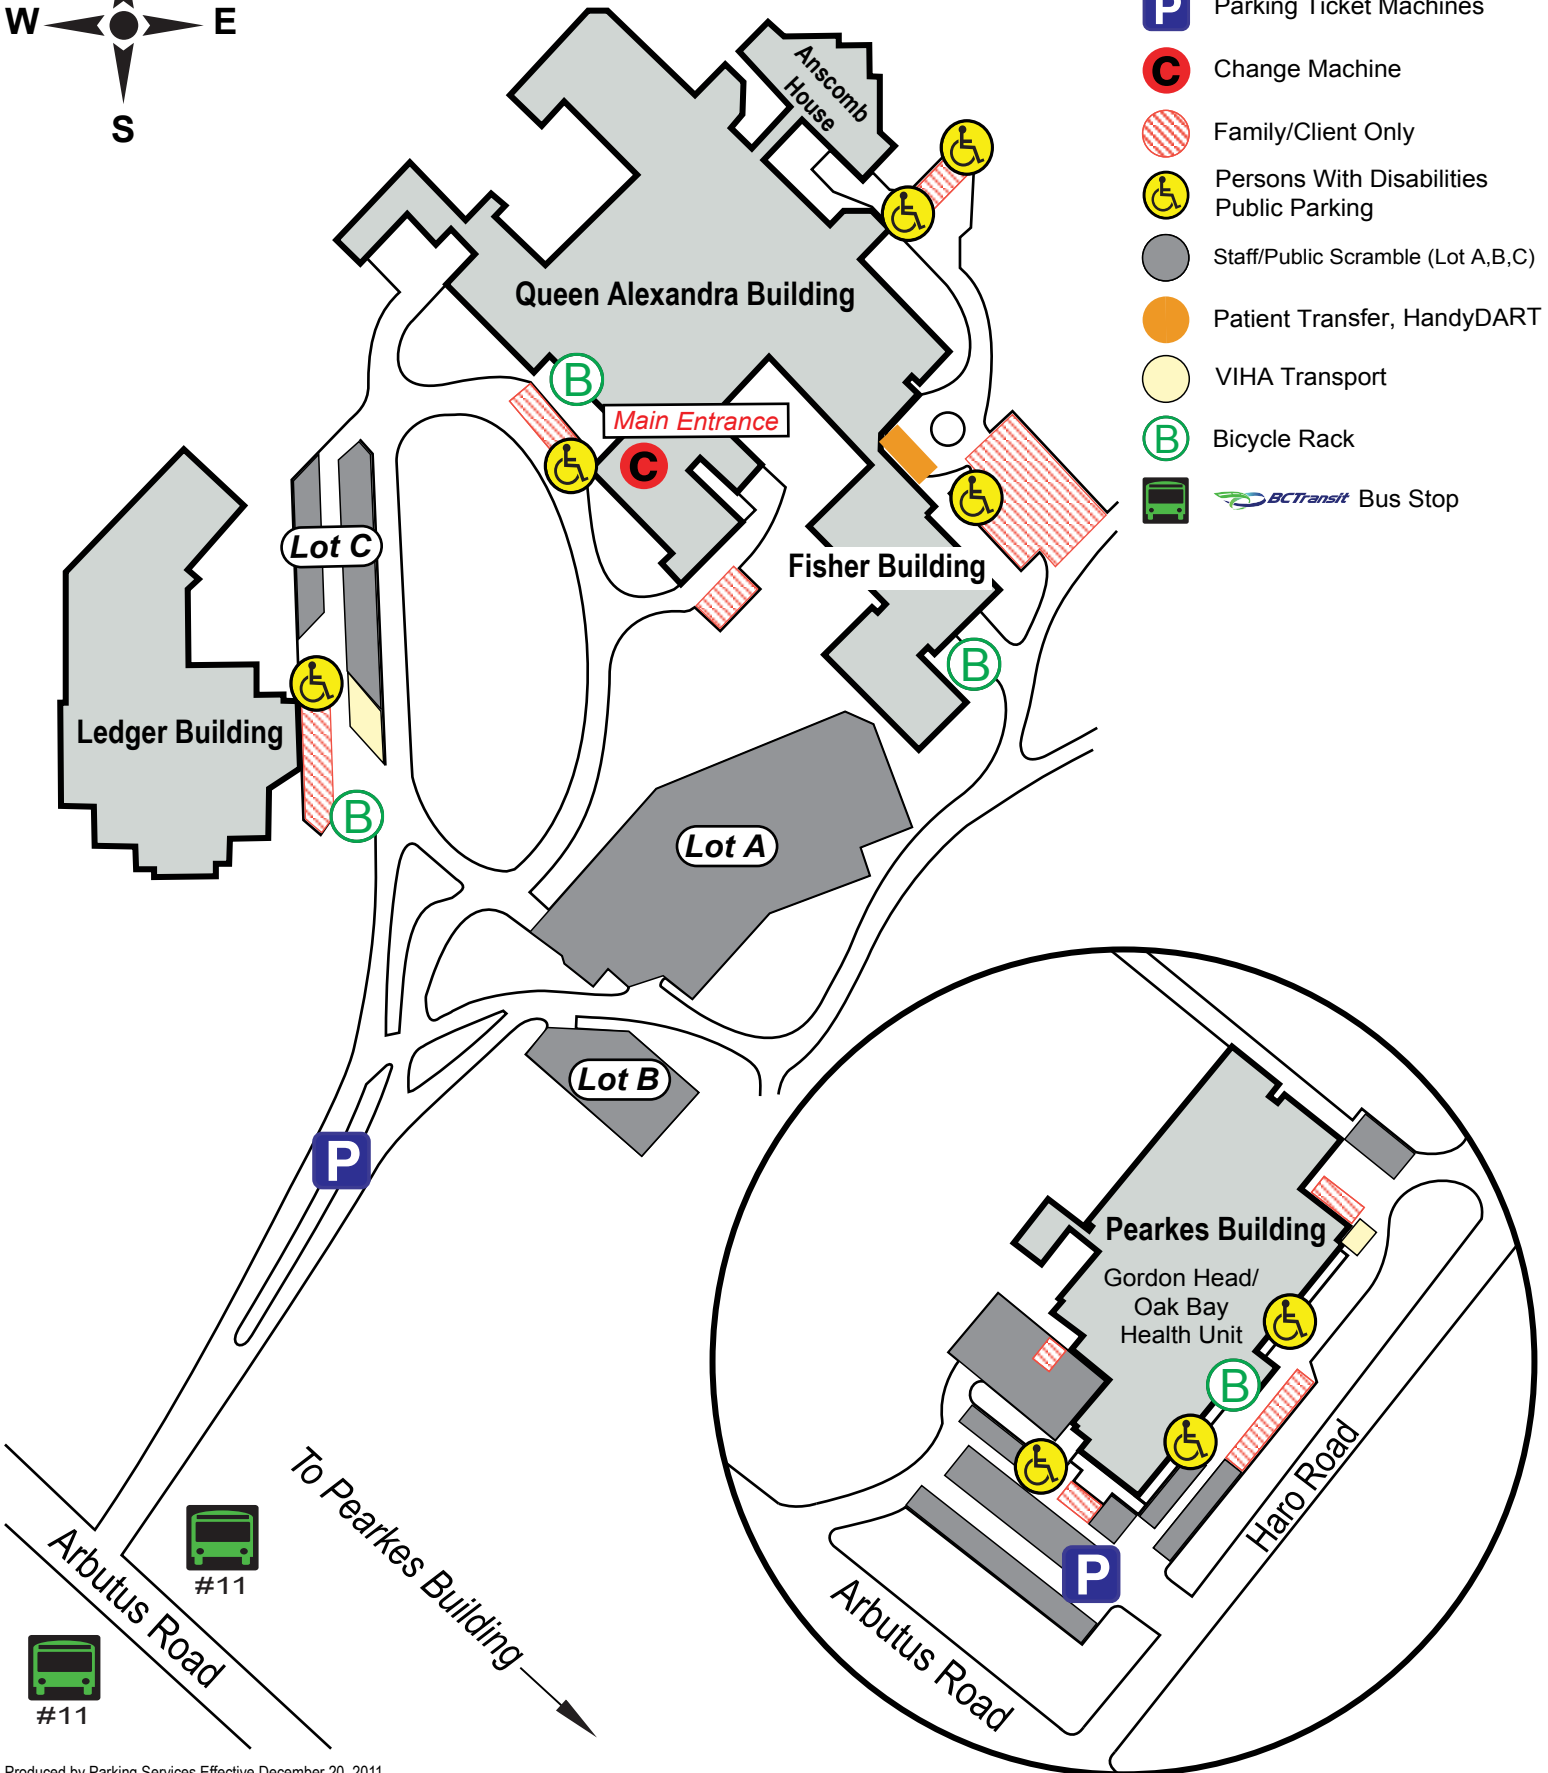 W E
S
Parking Ticket Machines
P
C
Change Machine
Family/Client Only
Persons With Disabilities
Public Parking
Staff/Public Scramble (Lot A,B,C)
Patient Transfer, HandyDART
VIHA Transport
B
Bicycle Rack
BCTransit Bus Stop
Anscomb
House
Queen Alexandra Building
B
Main Entrance
C
Lot C
Fisher Building
B
Ledger Building
B
Lot A
Lot B
P
Pearkes Building
Gordon Head/
Oak Bay
Health Unit
B
P
Haro Road
Arbutus Road
To Pearkes Building
#11
Arbutus Road
#11
Produced by Parking Services Effective December 20, 2011